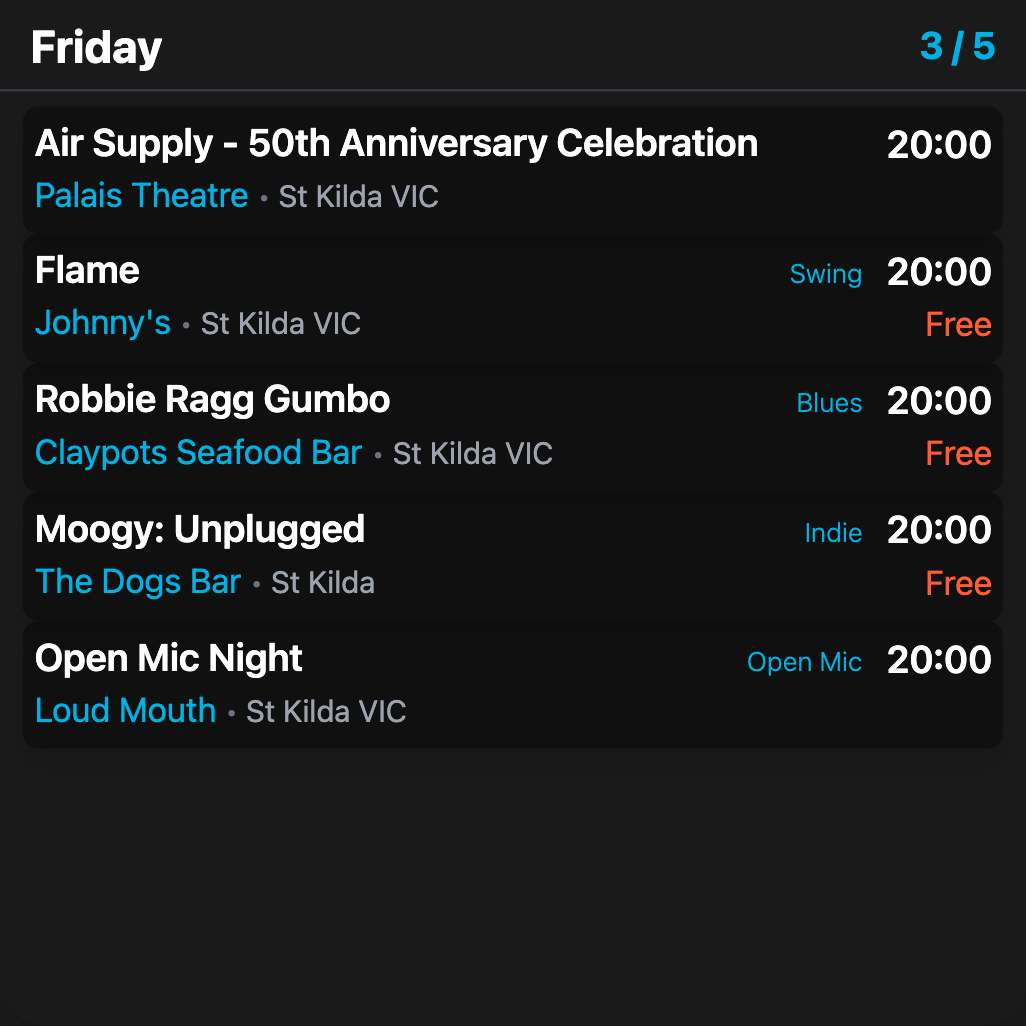 Friday 3 / 5
Air Supply - 50th Anniversary Celebration 20:00
Palais Theatre • St Kilda VIC
Flame Swing 20:00
Johnny's • St Kilda VIC Free
Robbie Ragg Gumbo Blues 20:00
Claypots Seafood Bar • St Kilda VIC Free
Moogy: Unplugged Indie 20:00
The Dogs Bar • St Kilda Free
Open Mic Night Open Mic 20:00
Loud Mouth • St Kilda VIC